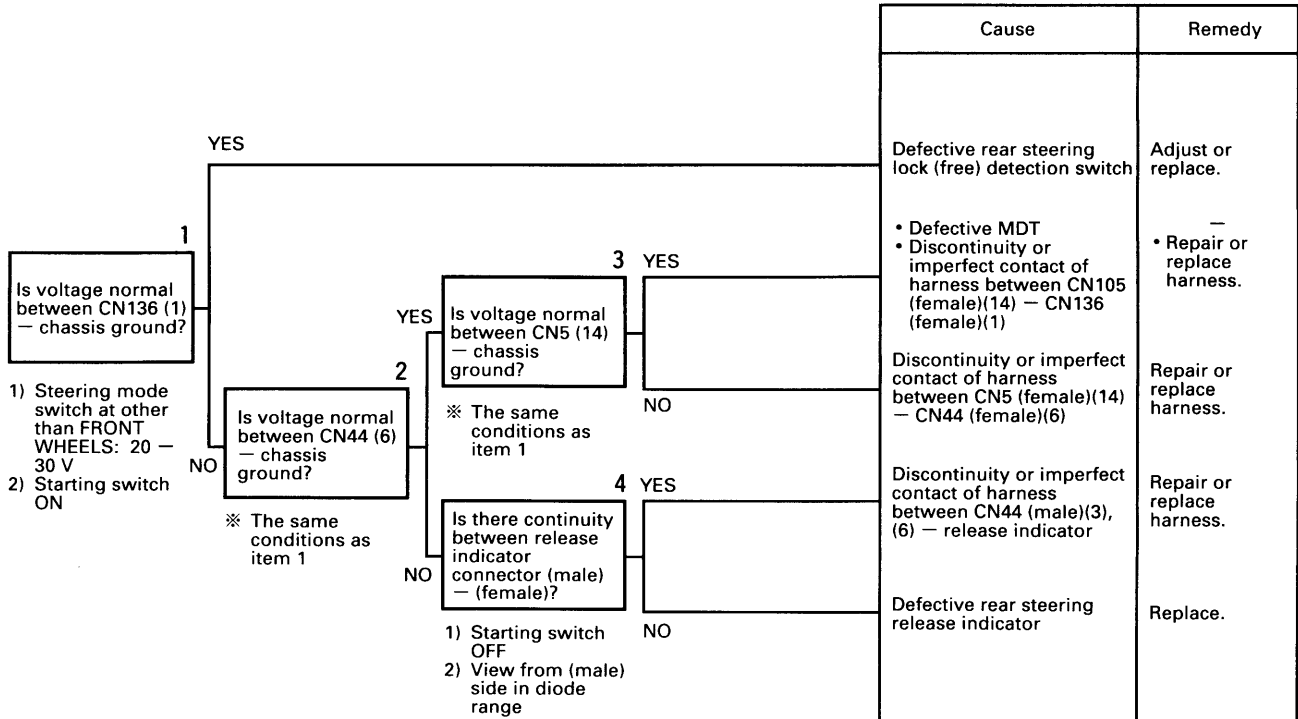 Cause
Remedy
YES
Defective rear steering
lock (free) detection switch
Adjust or
replace.
1
Is voltage normal
between CN136 (1)
— chassis ground?
1) Steering mode
switch at other
than FRONT
WHEELS: 20 —
30 V
2) Starting switch
ON
NO
2
Is voltage normal
between CN44 (6)
— chassis
ground?
※ The same
conditions as
item 1
YES
3
Is voltage normal
between CN5 (14)
— chassis
ground?
※ The same
conditions as
item 1
YES
• Defective MDT
• Discontinuity or
imperfect contact of
harness between CN105
(female)(14) — CN136
(female)(1)
—
• Repair or
replace
harness.
NO
Discontinuity or imperfect
contact of harness
between CN5 (female)(14)
— CN44 (female)(6)
Repair or
replace
harness.
NO
4
Is there continuity
between release
indicator
connector (male)
— (female)?
1) Starting switch
OFF
2) View from (male)
side in diode
range
YES
Discontinuity or imperfect
contact of harness
between CN44 (male)(3),
(6) — release indicator
Repair or
replace
harness.
NO
Defective rear steering
release indicator
Replace.